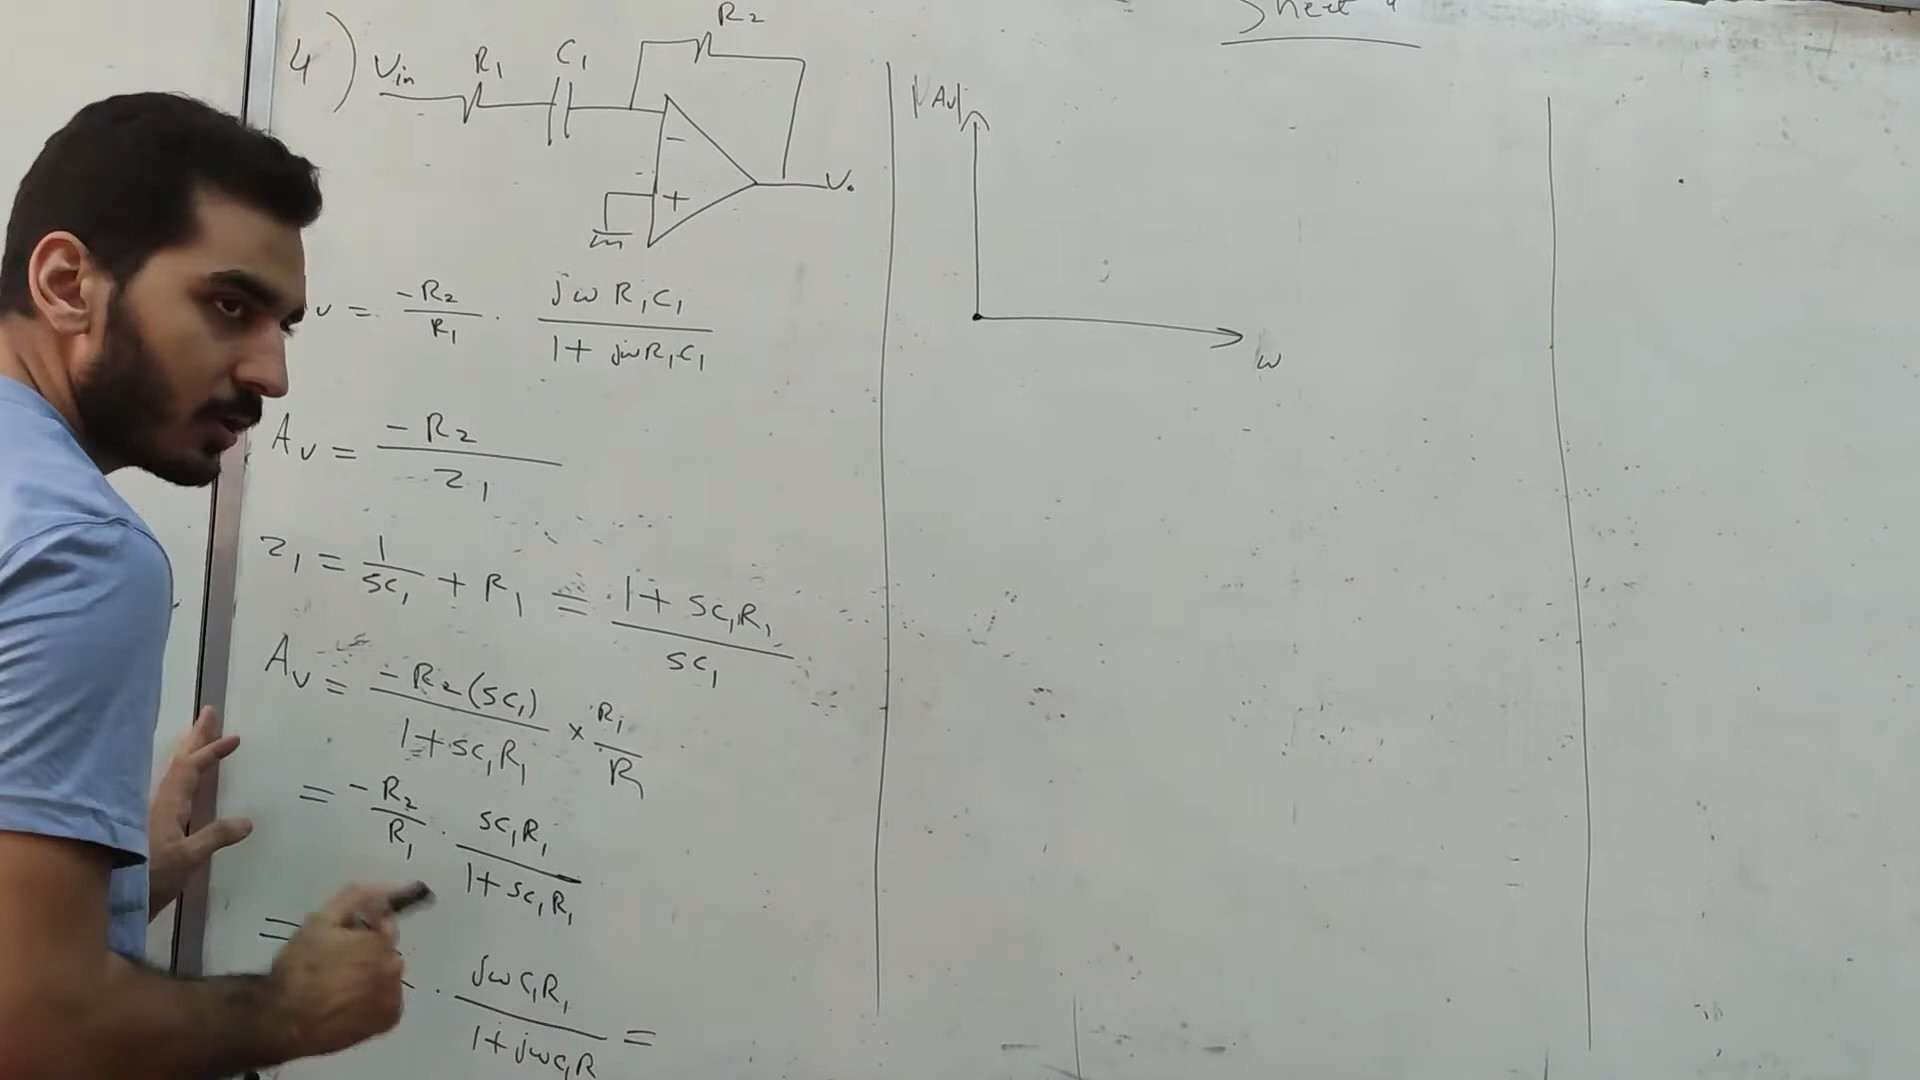 Sheet 4
4)
Vin R1 C1 R2
-
+
Vo
v = -R2/R1 . jω R1C1 / 1 + jωR1C1
Av = -R2 / Z1
Z1 = 1/SC1 + R1 = 1 + SC1R1 / SC1
Av = -R2(SC1) / 1+SC1R1 × R1/R1
= -R2/R1 . SC1R1 / 1+SC1R1
= . jωC1R1 / 1+jωC1R =
|Av|
ω